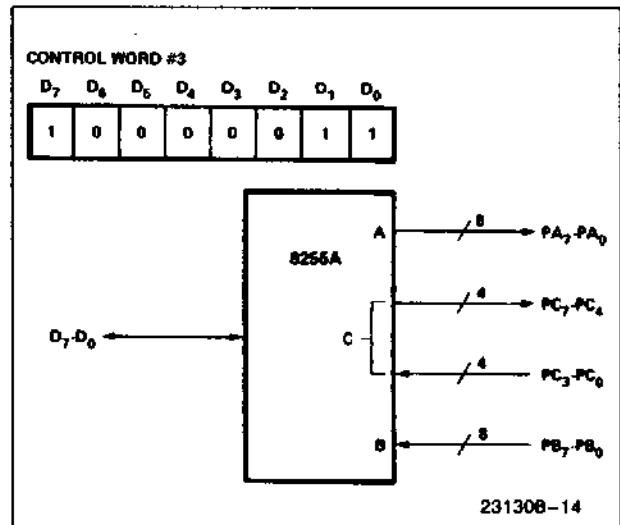 CONTROL WORD #3
D7 D6 D5 D4 D3 D2 D1 D0
1 0 0 0 0 0 1 1
A 8 PA7-PA0
8255A
4 PC7-PC4
D7-D0 C
4 PC3-PC0
B 8 PB7-PB0
231308-14